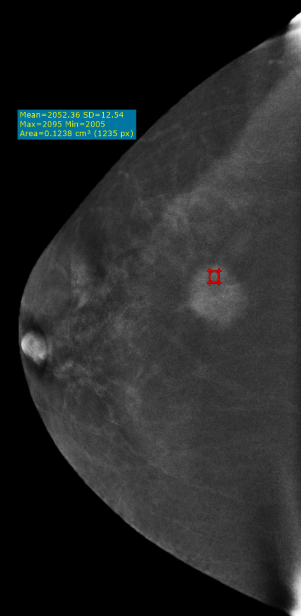 Mean=2052.36 SD=12.54
Max=2095 Min=2005
Area=0.1238 cm² (1235 px)